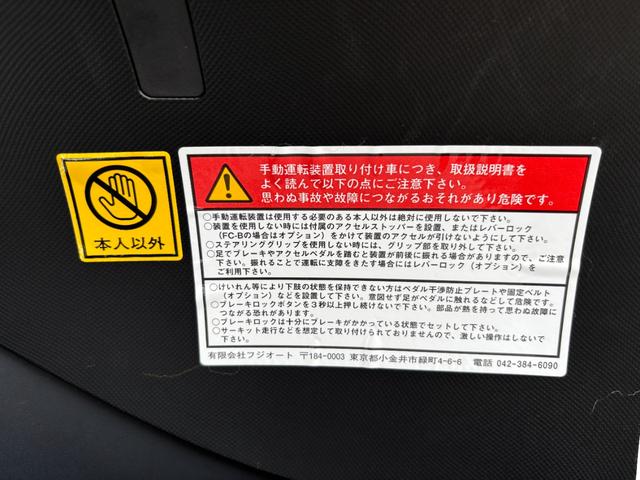 本人以外
手動運転装置取り付け車につき、取扱説明書を
よく読んで以下の点にご注意下さい。
思わぬ事故や故障につながるおそれがあり危険です。
○手動運転装置は使用する必要のある本人以外は絶対に使用しないで下さい。
○装置を使用しない時には付属のアクセルストッパーを設置、またはレバーロック
（FC-Bの場合はオプション）をかけて装置のアクセルが引けないようにして下さい。
○ステアリンググリップを使用しない時には、グリップ部を取り外して下さい。
○足でブレーキやアクセルペダルを踏むと装置が前後に振れる場合がありますので、ご注意
下さい。振れることで運転に支障をきたす場合にはレバーロック（オプション）を
ご利用下さい。
○けいれん等により下肢の状態を保持できない方はペダル干渉防止プレートや固定ベルト
（オプション）などを設置して下さい。意図せず足がペダルに触れるなどして危険です。
○ブレーキロックボタンを３秒以上押し続けないで下さい。部品が熱を持って思わぬ故障に
つながる恐れがあります。
○ブレーキロックは十分にブレーキがかかっている状態でセットして下さい。
○サーキット走行などを想定して取り付けられておりませんので、激しい操作はしないで
下さい。
有限会社フジオート 〒184-0003 東京都小金井市緑町4-6-6 電話 042-384-6090